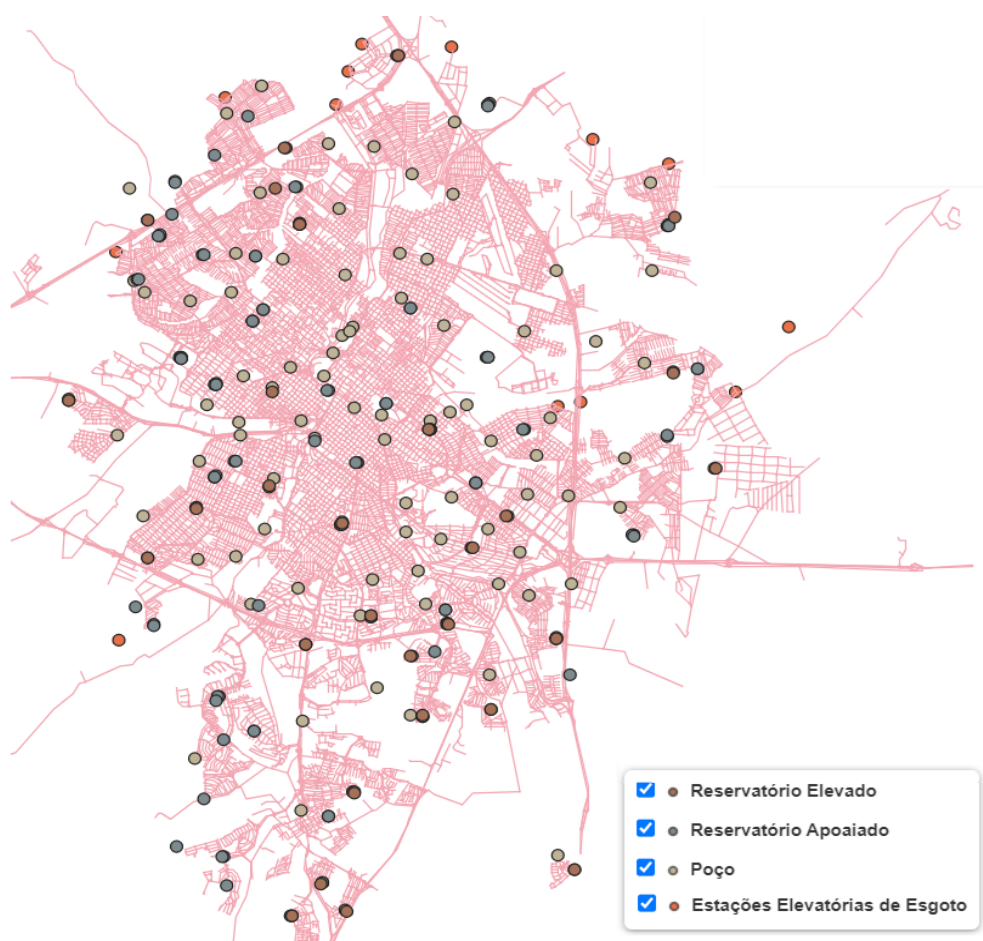 Reservatório Elevado
Reservatório Apoaiado
Poço
Estações Elevatórias de Esgoto